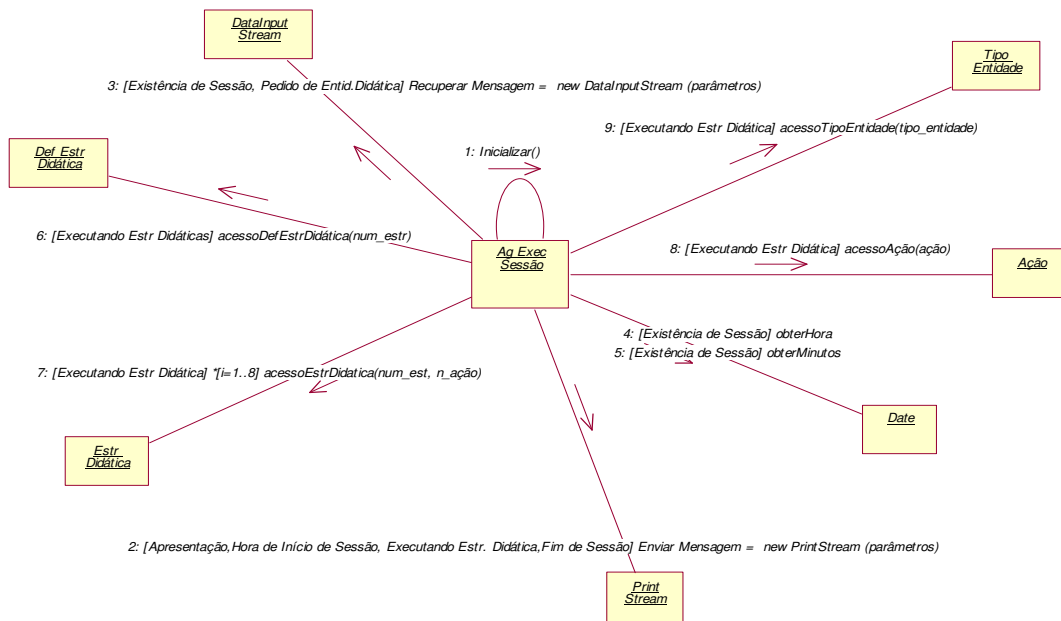 DataInput
Stream
Tipo
Entidade
3: [Existência de Sessão, Pedido de Entid.Didática] Recuperar Mensagem = new DataInputStream (parâmetros)
9: [Executando Estr Didática] acessoTipoEntidade(tipo_entidade)
1: Inicializar()
Def Estr
Didática
6: [Executando Estr Didáticas] acessoDefEstrDidática(num_estr)
Ag Exec
Sessão
8: [Executando Estr Didática] acessoAção(ação)
Ação
4: [Existência de Sessão] obterHora
5: [Existência de Sessão] obterMinutos
7: [Executando Estr Didática] *[i=1..8] acessoEstrDidatica(num_est, n_ação)
Date
Estr
Didática
2: [Apresentação,Hora de Início de Sessão, Executando Estr. Didática,Fim de Sessão] Enviar Mensagem = new PrintStream (parâmetros)
Print
Stream